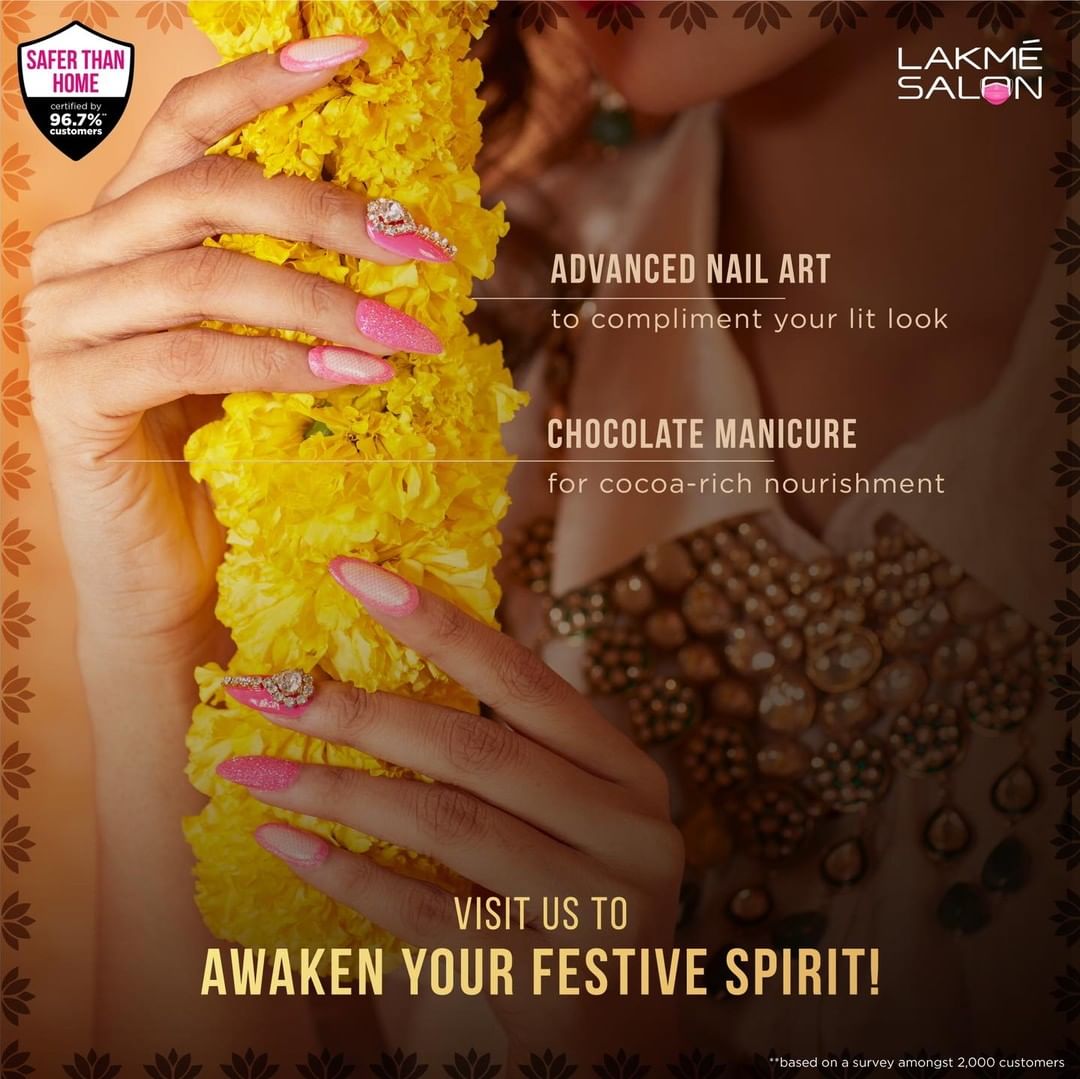 SAFER THAN
HOME
certified by
96.7%**
customers
LAKMÉ
SALON
ADVANCED NAIL ART
to compliment your lit look
CHOCOLATE MANICURE
for cocoa-rich nourishment
VISIT US TO
AWAKEN YOUR FESTIVE SPIRIT!
**based on a survey amongst 2,000 customers